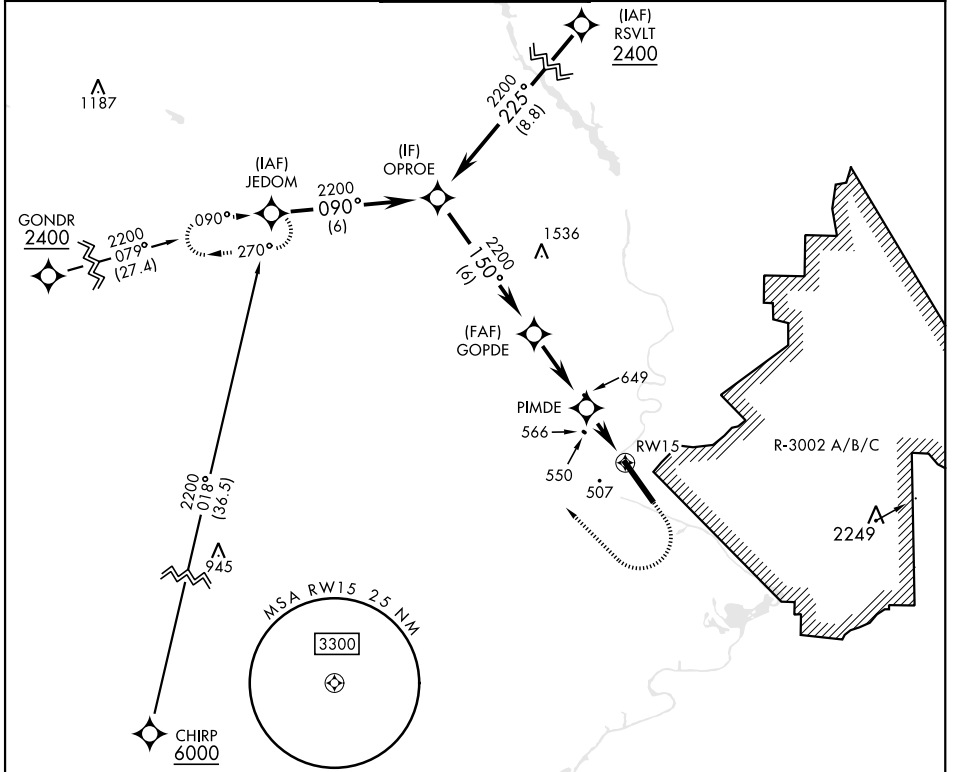 (IAF)
RSVLT
2400
1187
2200
225°
(8.8)
(IF)
OPROE
(IAF)
JEDOM
2200
090°
(6)
GONDR
2400
2200
079°
(27.4)
090°
270°
1536
2200
150°
(6)
(FAF)
GOPDE
649
PIMDE
566
550
RW15
507
R-3002 A/B/C
2249
2200
018°
(36.5)
945
MSA RW15 25 NM
3300
CHIRP
6000